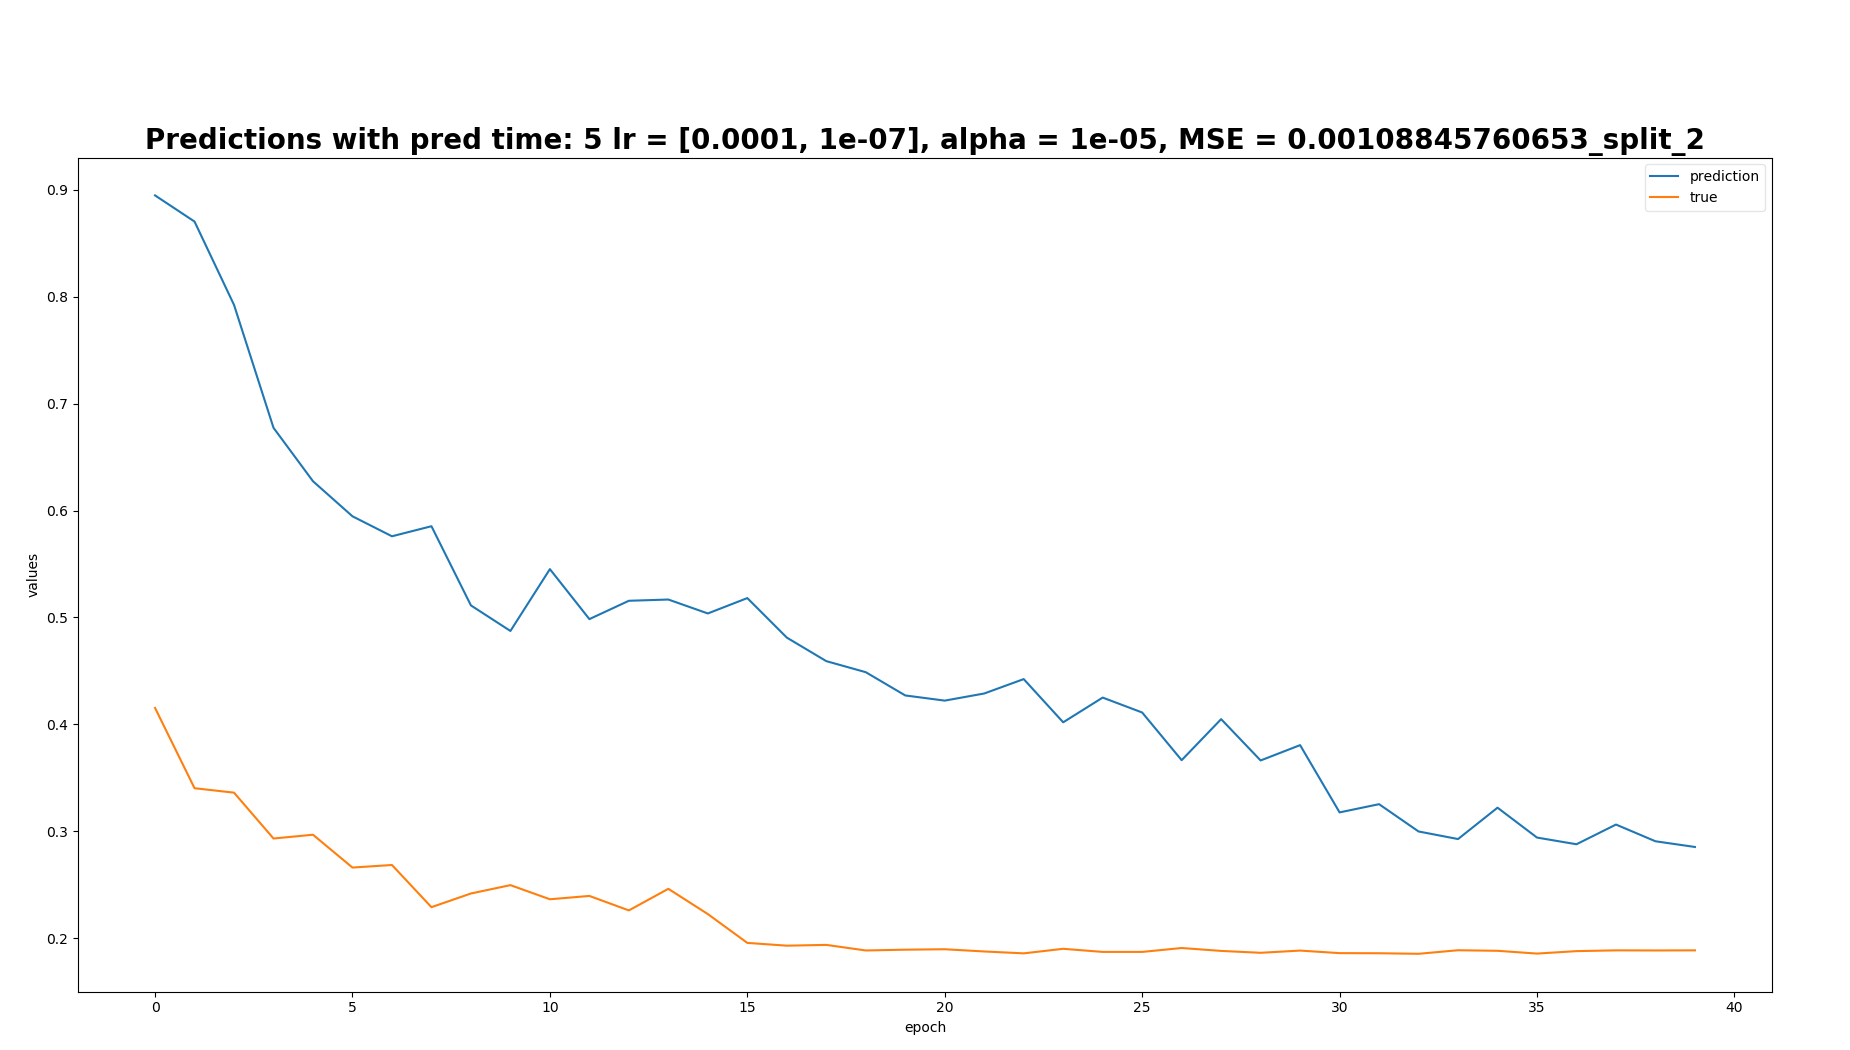 Predictions with pred time: 5 lr = [0.0001, 1e-07], alpha = 1e-05, MSE = 0.00108845760653_split_2
prediction
true
0.9
0.8
0.7
0.6
0.5
0.4
0.3
0.2
values
0 5 10 15 20 25 30 35 40
epoch